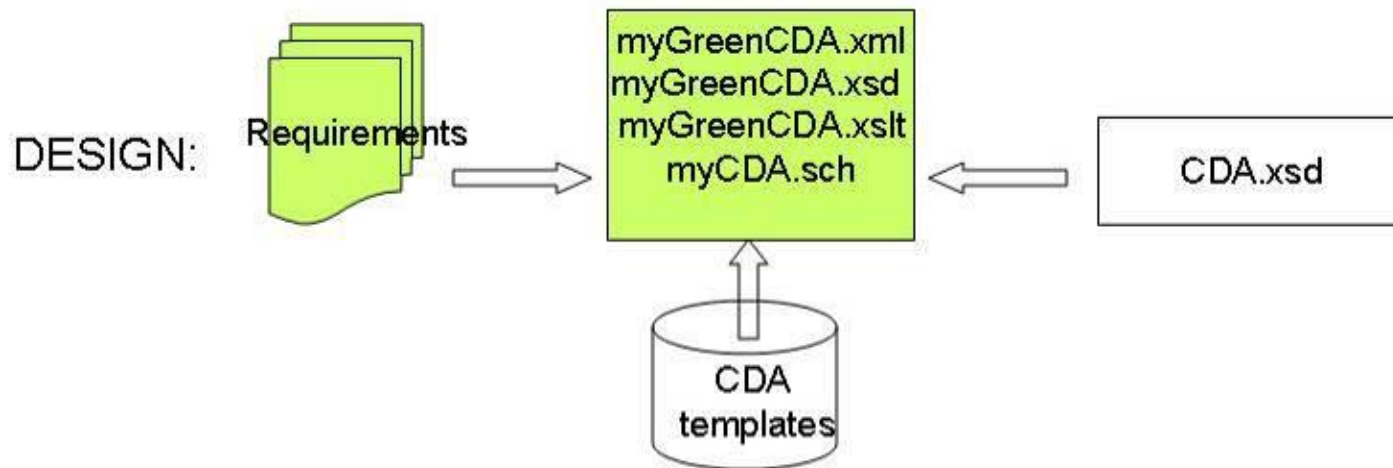 DESIGN:
Requirements
myGreenCDA.xml
myGreenCDA.xsd
myGreenCDA.xslt
myCDA.sch
CDA.xsd
CDA
templates